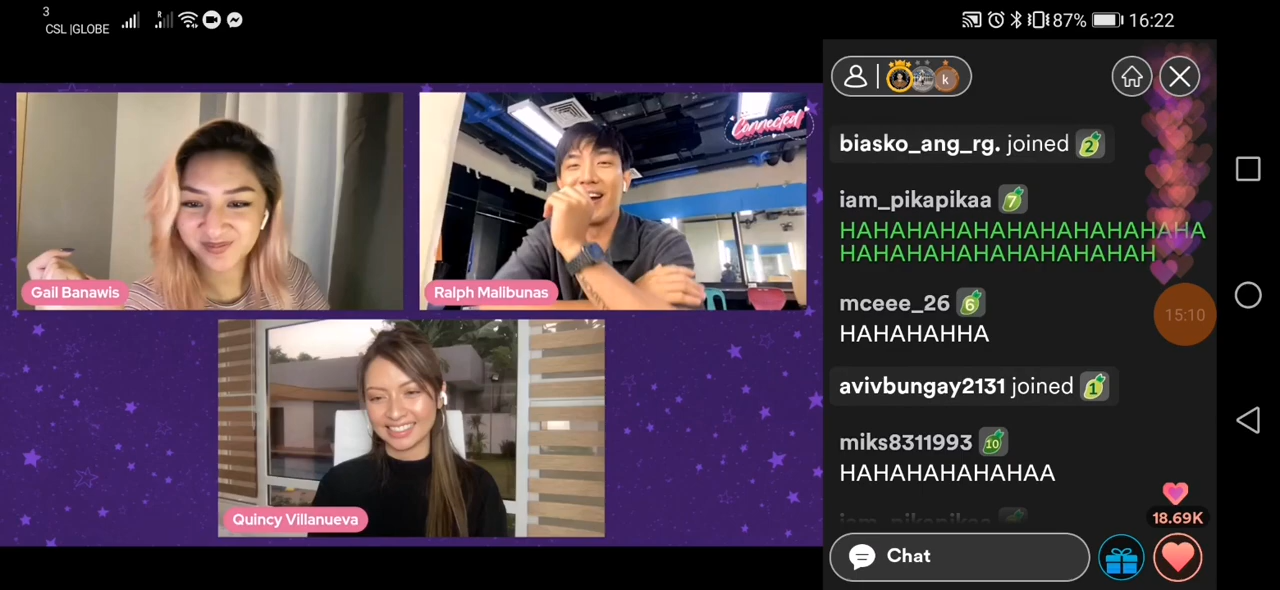 3
CSL |GLOBE
R
87%
16:22
Gail Banawis
Connected
Ralph Malibunas
Quincy Villanueva
k
biasko_ang_rg. joined 2
iam_pikapikaa 7
HAHAHAHAHAHAHAHAHAHA
HAHAHAHAHAHAHAHAHAH
mceee_26 6
HAHAHAHHA
avivbungay2131 joined 1
miks8311993 10
HAHAHAHAHAHAA
iam_pikapikaa
15:10
18.69K
Chat